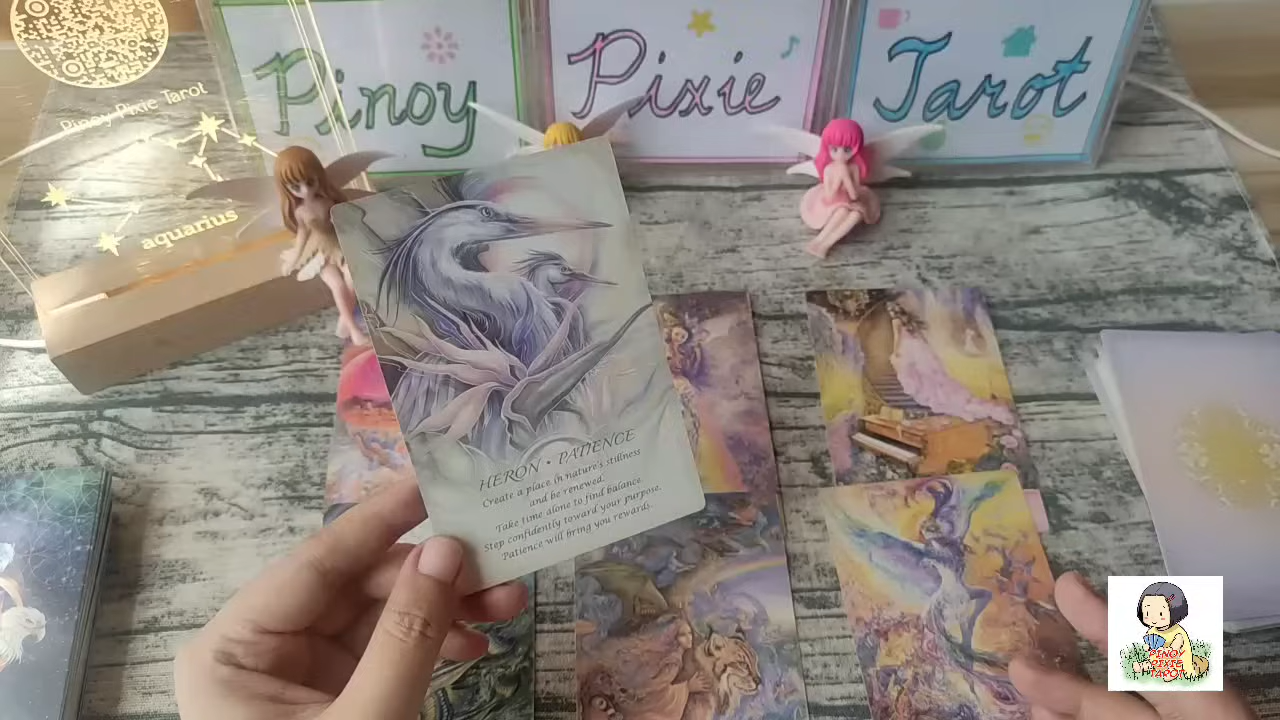 Pinoy Pixie Tarot
Pinoy Pixie Tarot
aquarius
HERON • PATIENCE
Create a place in nature's stillness
and be renewed.
Take time alone to find balance.
Step confidently toward your purpose.
Patience will bring you rewards.
PINOY
PIXIE
TAROT